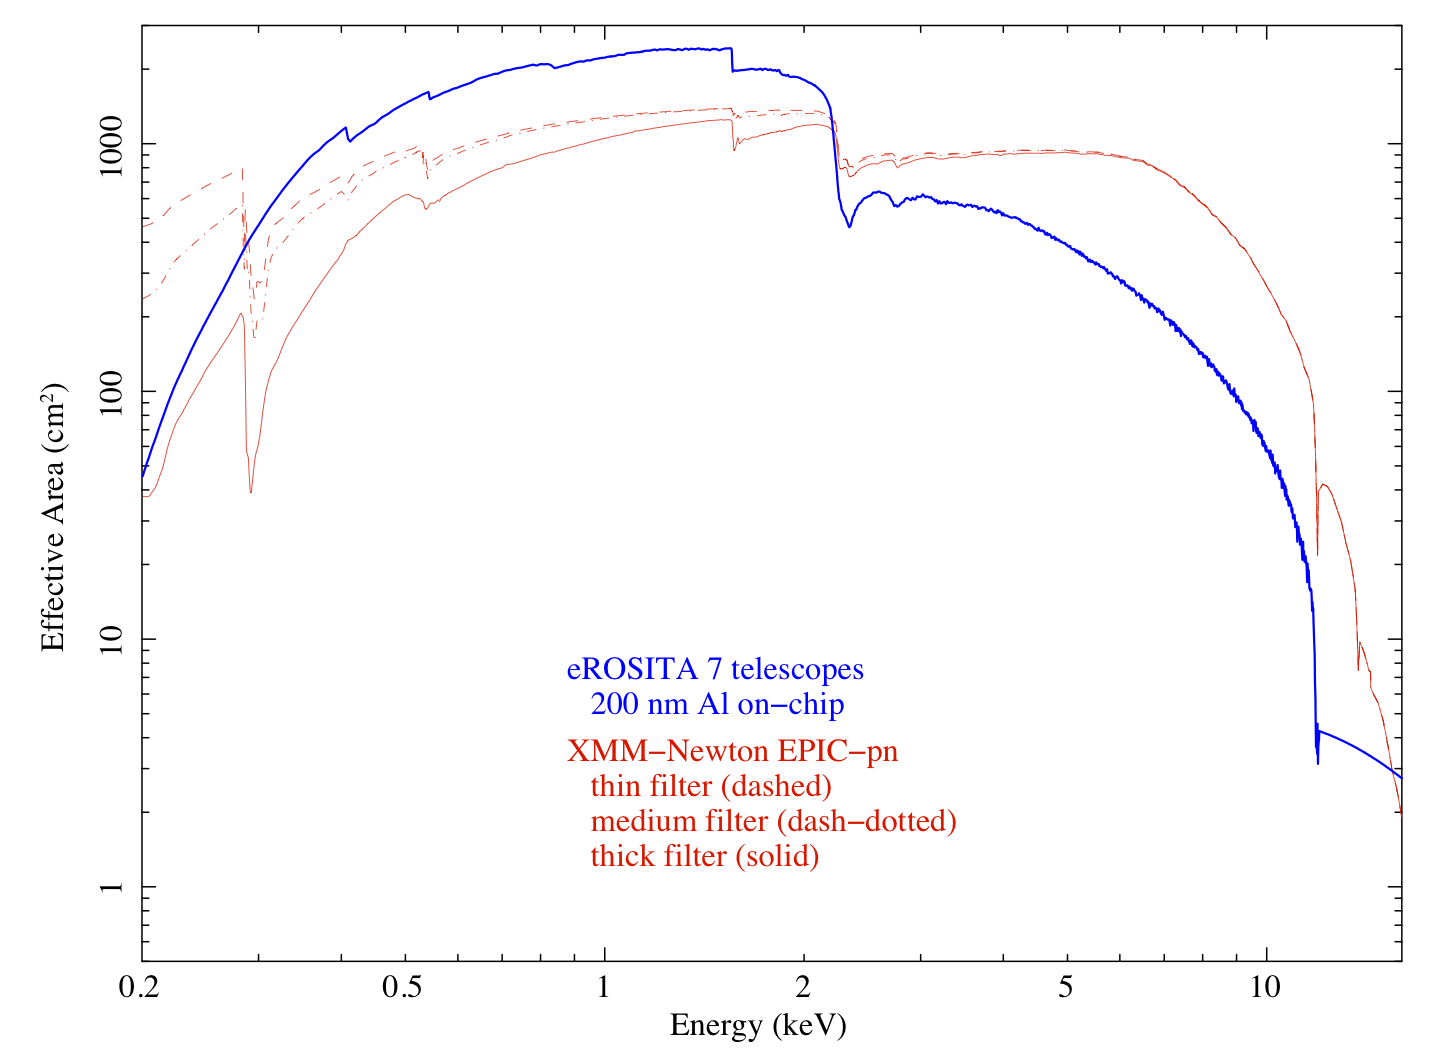 1000
100
10
1
Effective Area (cm²)
eROSITA 7 telescopes
200 nm Al on−chip
XMM−Newton EPIC−pn
thin filter (dashed)
medium filter (dash−dotted)
thick filter (solid)
0.2 0.5 1 2 5 10
Energy (keV)